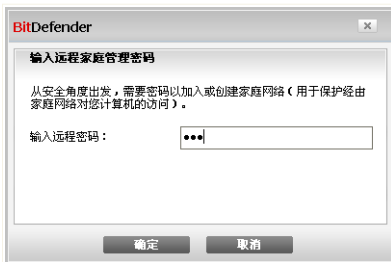 BitDefender
输入远程家庭管理密码
从安全角度出发，需要密码以加入或创建家庭网络（用于保护经由
家庭网络对您计算机的访问）。
输入远程密码： •••
确定 取消